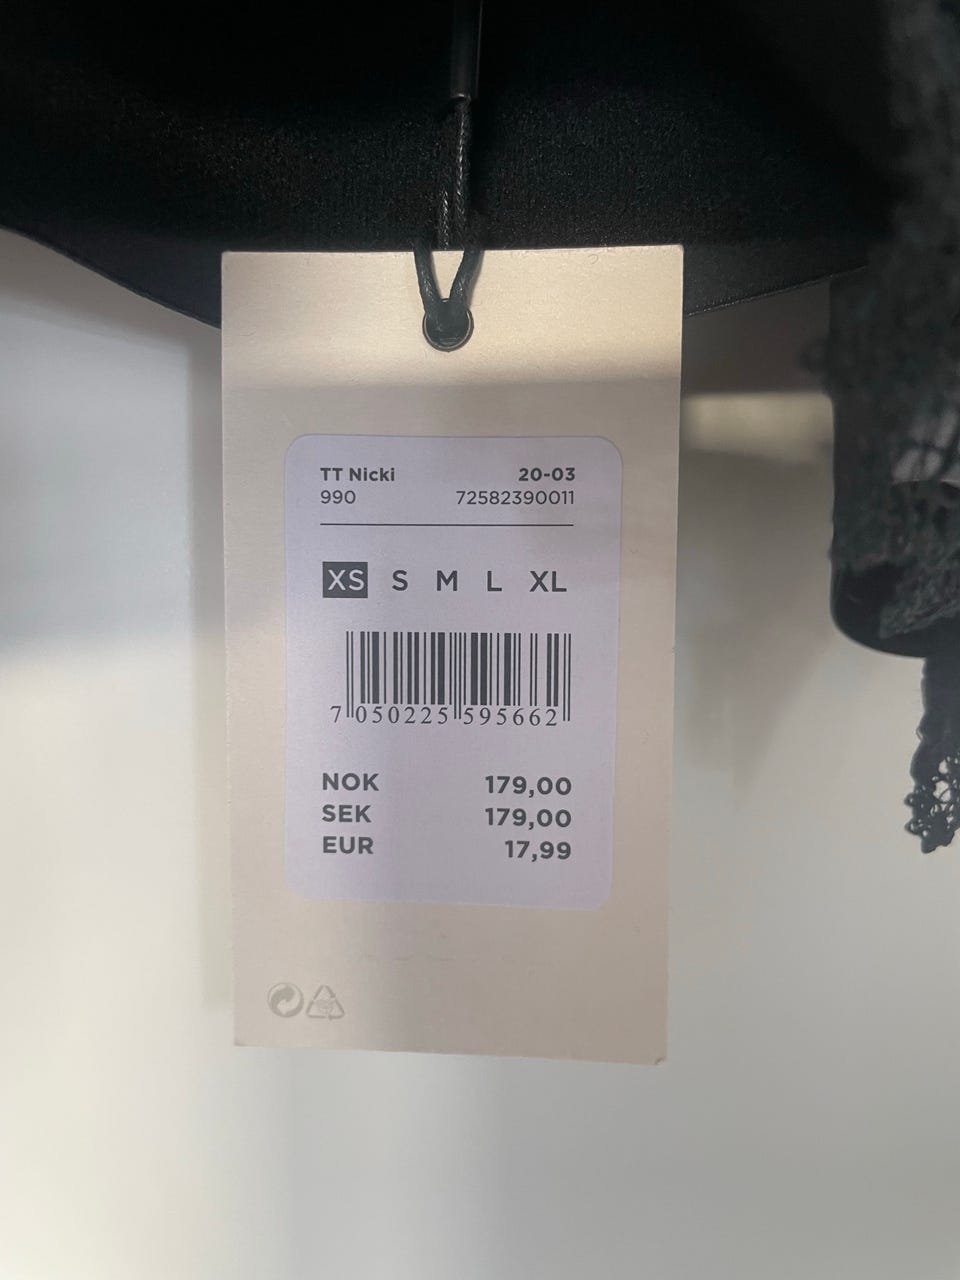 TT Nicki 20-03
990 72582390011
XS S M L XL
7 050225 595662
NOK 179,00
SEK 179,00
EUR 17,99